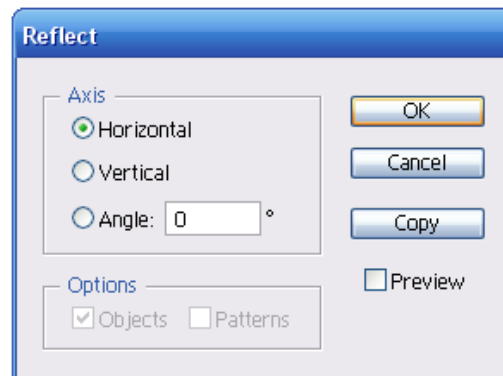 Reflect
Axis
Horizontal
Vertical
Angle: 0 °
Options
Objects Patterns
OK
Cancel
Copy
Preview